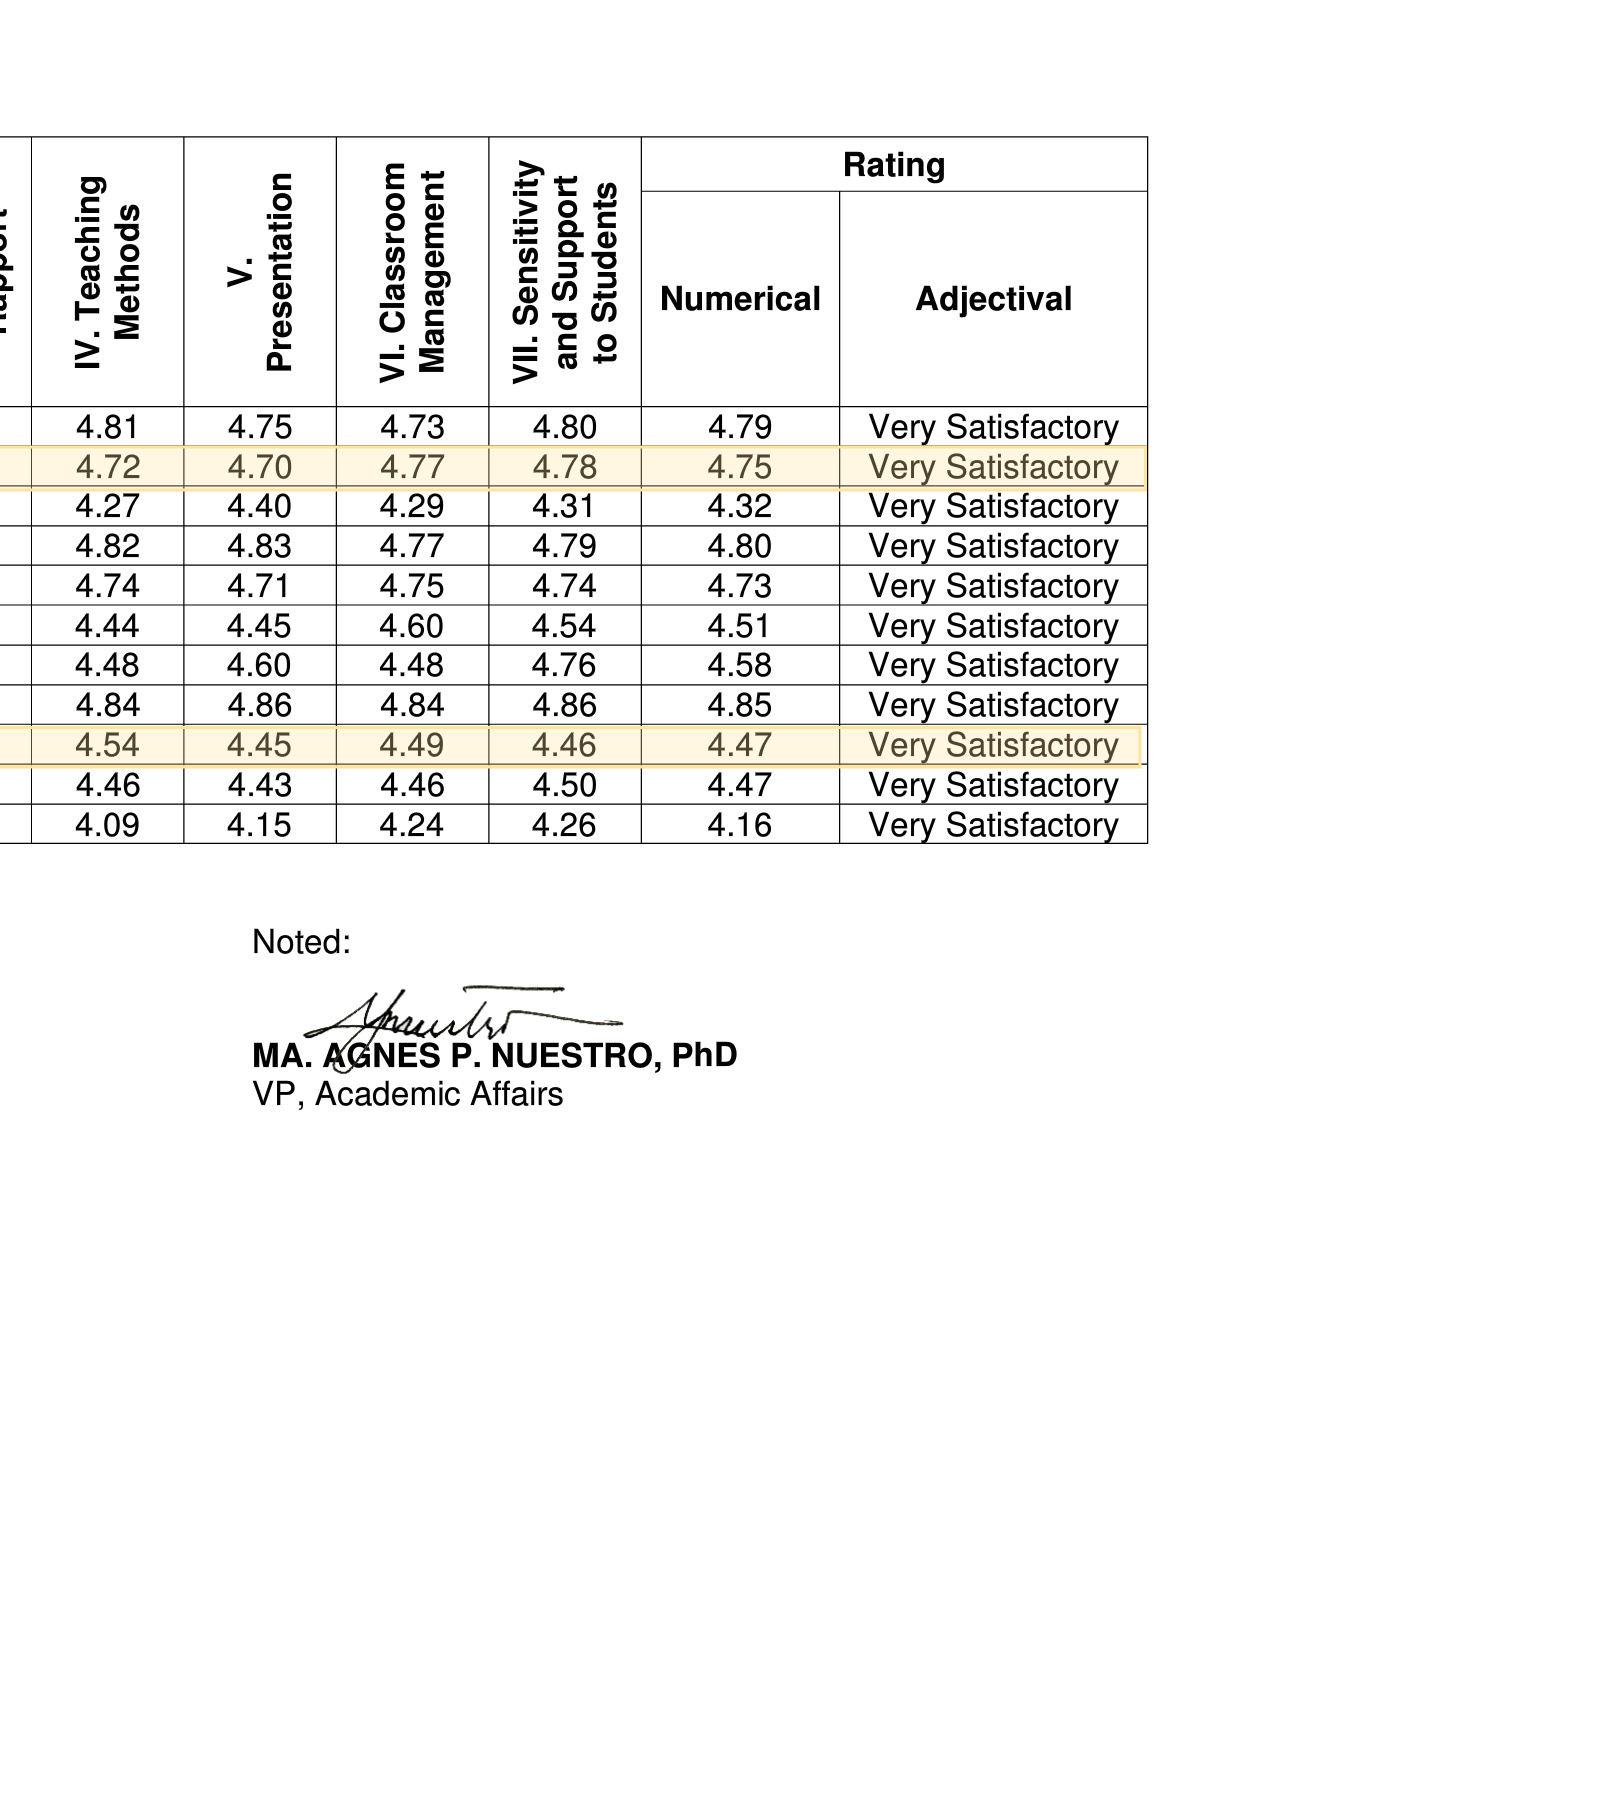 Rating
IV. Teaching
Methods
V.
Presentation
VI. Classroom
Management
VII. Sensitivity
and Support
to Students
Numerical
Adjectival
4.81 4.75 4.73 4.80 4.79 Very Satisfactory
4.72 4.70 4.77 4.78 4.75 Very Satisfactory
4.27 4.40 4.29 4.31 4.32 Very Satisfactory
4.82 4.83 4.77 4.79 4.80 Very Satisfactory
4.74 4.71 4.75 4.74 4.73 Very Satisfactory
4.44 4.45 4.60 4.54 4.51 Very Satisfactory
4.48 4.60 4.48 4.76 4.58 Very Satisfactory
4.84 4.86 4.84 4.86 4.85 Very Satisfactory
4.54 4.45 4.49 4.46 4.47 Very Satisfactory
4.46 4.43 4.46 4.50 4.47 Very Satisfactory
4.09 4.15 4.24 4.26 4.16 Very Satisfactory
Noted:
MA. AGNES P. NUESTRO, PhD
VP, Academic Affairs